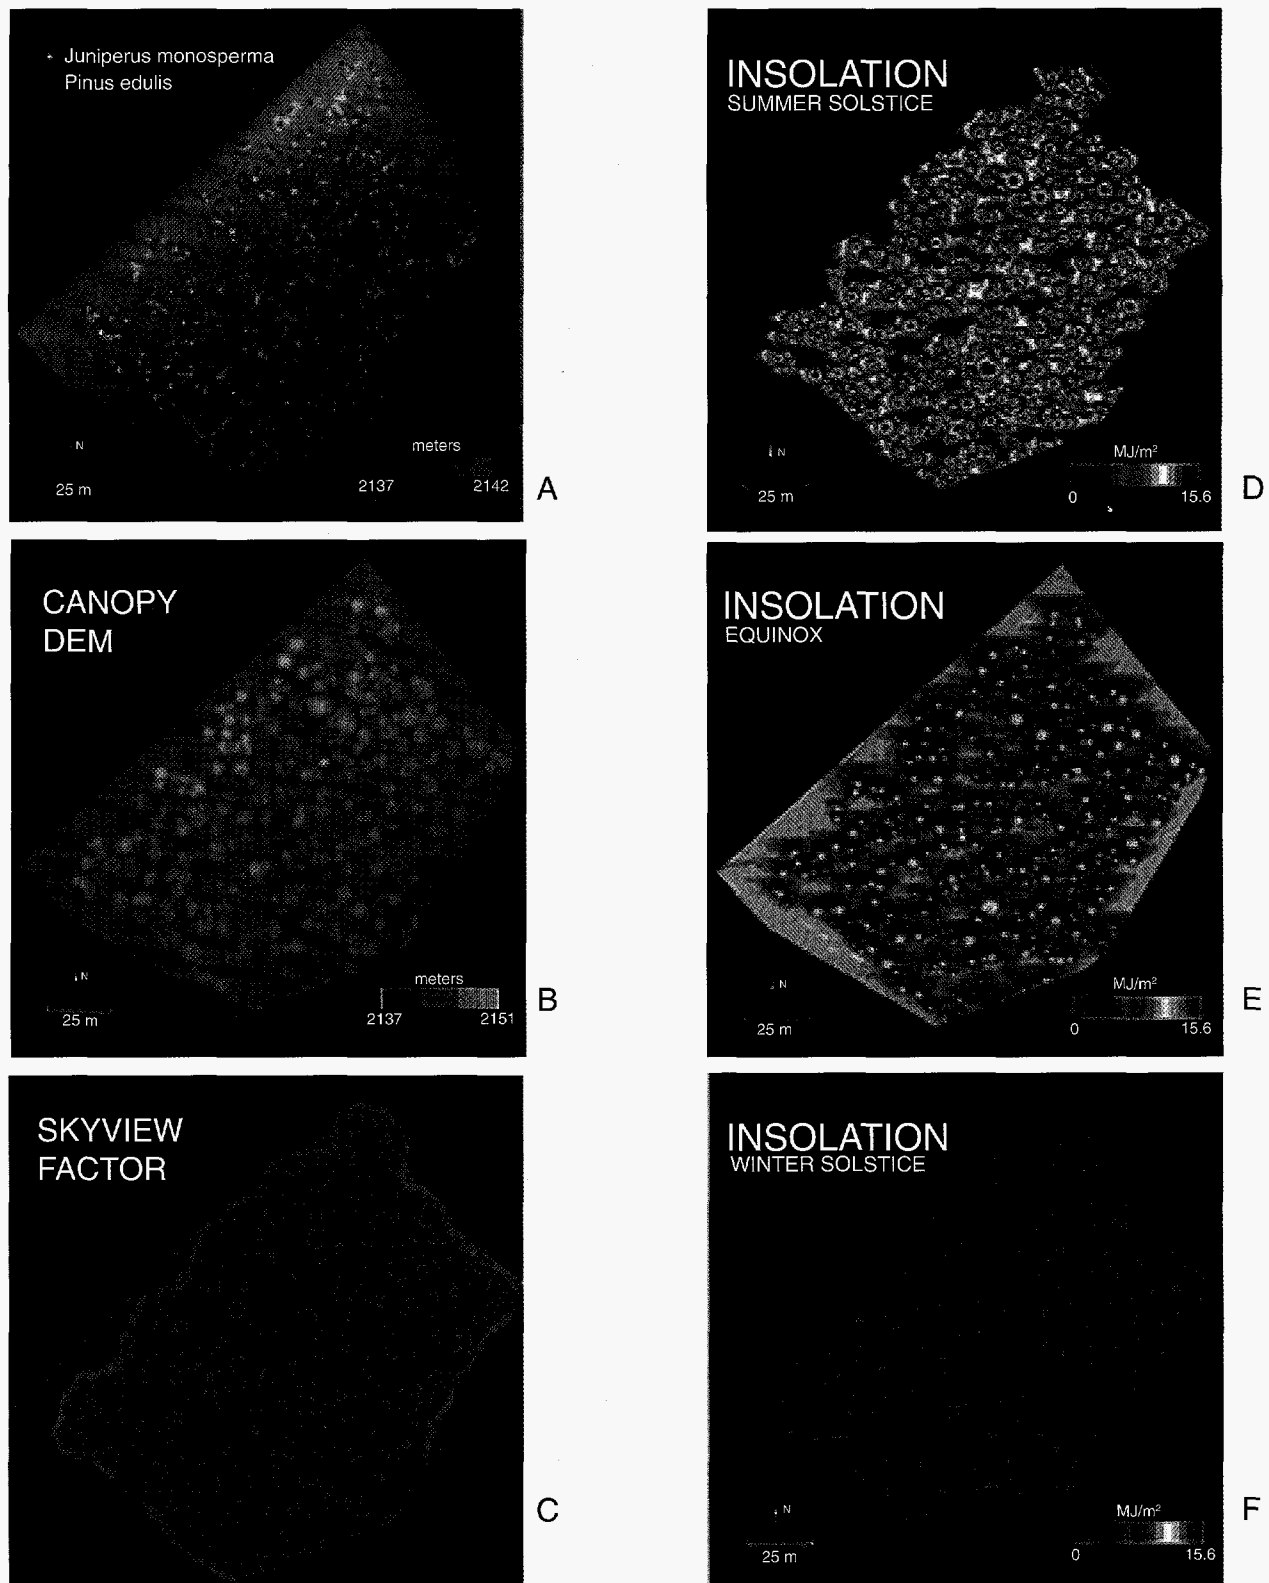 Juniperus monosperma
Pinus edulis
N
25 m
meters
2137 2142
A
CANOPY
DEM
N
25 m
meters
2137 2151
B
SKYVIEW
FACTOR
C
INSOLATION
SUMMER SOLSTICE
N
25 m
MJ/m²
0 15.6
D
INSOLATION
EQUINOX
N
25 m
MJ/m²
0 15.6
E
INSOLATION
WINTER SOLSTICE
N
25 m
MJ/m²
0 15.6
F